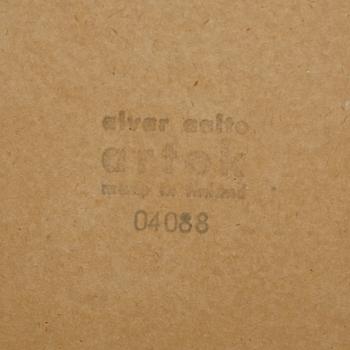 alvar aalto
artek
made in finland
04088